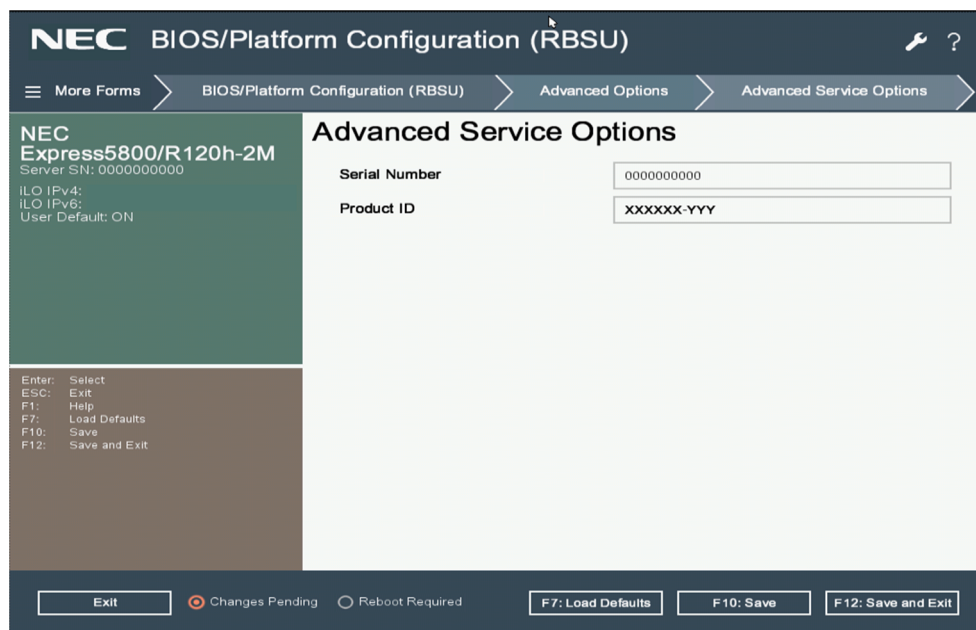 NEC BIOS/Platform Configuration (RBSU) ?
More Forms BIOS/Platform Configuration (RBSU) Advanced Options Advanced Service Options
NEC
Express5800/R120h-2M
Server SN: 0000000000
iLO IPv4:
iLO IPv6:
User Default: ON
Advanced Service Options
Serial Number 0000000000
Product ID XXXXXX-YYY
Enter: Select
ESC: Exit
F1: Help
F7: Load Defaults
F10: Save
F12: Save and Exit
Exit Changes Pending Reboot Required F7: Load Defaults F10: Save F12: Save and Exit